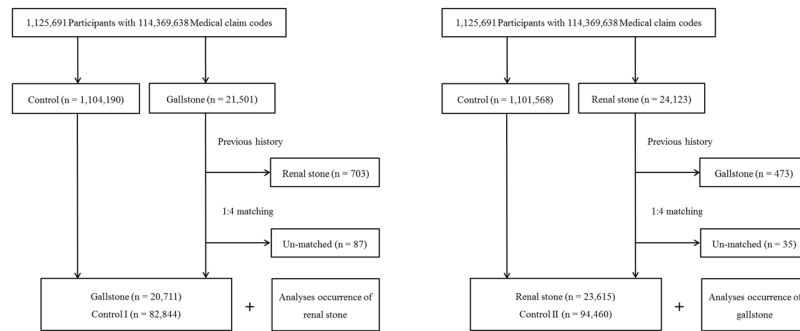 1,125,691 Participants with 114,369,638 Medical claim codes
Control (n = 1,104,190)
Gallstone (n = 21,501)
Previous history
Renal stone (n = 703)
1:4 matching
Un-matched (n = 87)
Gallstone (n = 20,711)
Control I (n = 82,844)
+
Analyses occurrence of
renal stone
1,125,691 Participants with 114,369,638 Medical claim codes
Control (n = 1,101,568)
Renal stone (n = 24,123)
Previous history
Gallstone (n = 473)
1:4 matching
Un-matched (n = 35)
Renal stone (n = 23,615)
Control II (n = 94,460)
+
Analyses occurrence of
gallstone